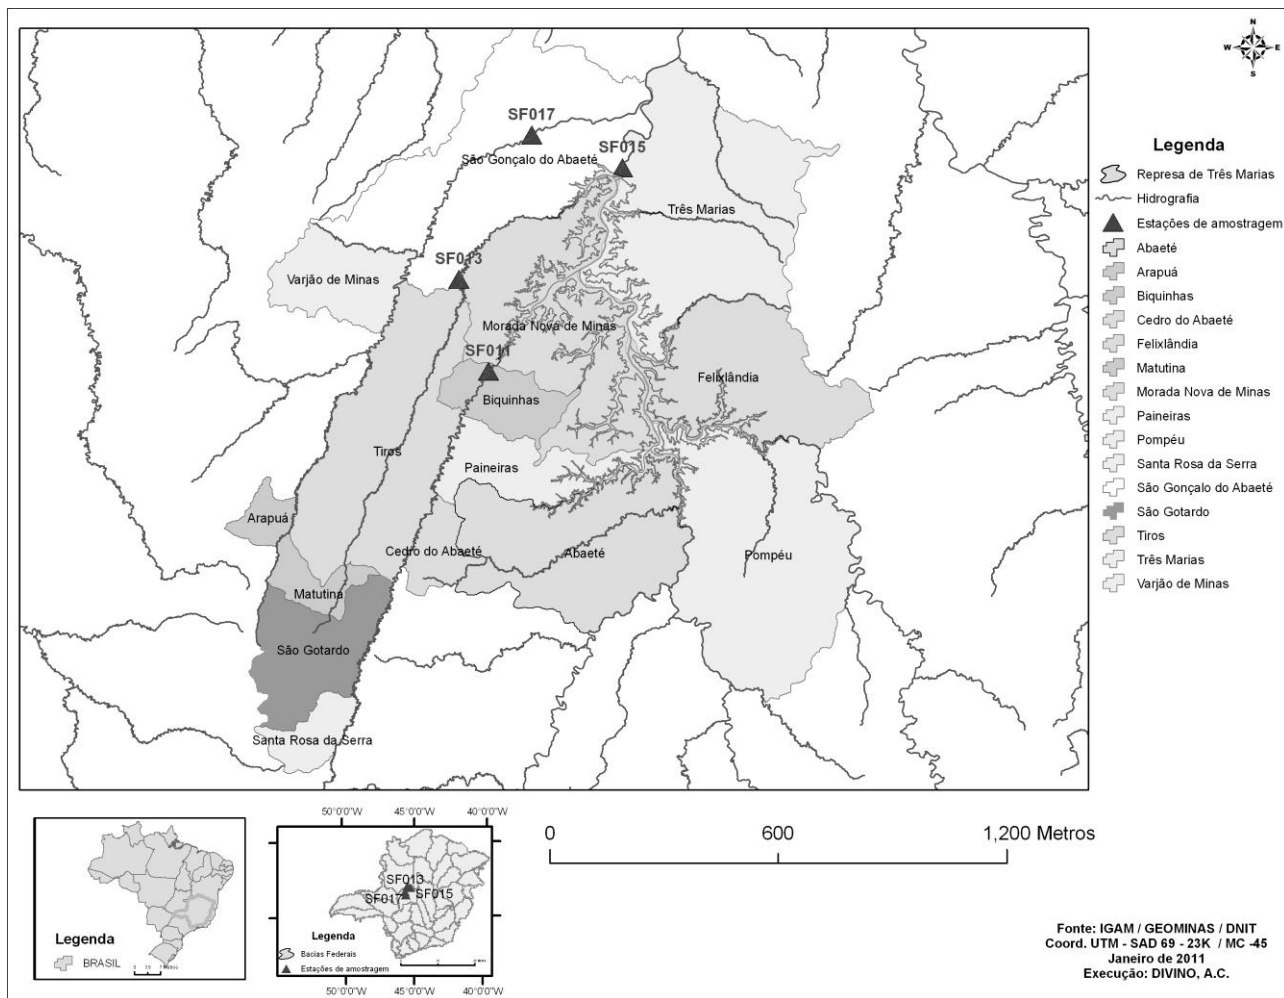 N
W E
S
SF017
São Gonçalo do Abaeté
SF015
Três Marias
SF013
Varjão de Minas
Morada Nova de Minas
SF011
Felixlândia
Biquinhas
Tiros
Paineiras
Arapuá
Cedro do Abaeté
Abaeté
Pompéu
Matutina
São Gotardo
Santa Rosa da Serra
Legenda
Represa de Três Marias
Hidrografia
Estações de amostragem
Abaeté
Arapuá
Biquinhas
Cedro do Abaeté
Felixlândia
Matutina
Morada Nova de Minas
Paineiras
Pompéu
Santa Rosa da Serra
São Gonçalo do Abaeté
São Gotardo
Tiros
Três Marias
Varjão de Minas
Legenda
BRASIL
50°0'0"W 45°0'0"W 40°0'0"W
SF013
SF017 SF015
Legenda
Bacias Federais
Estações de amostragem
50°0'0"W 45°0'0"W 40°0'0"W
0 600 1,200 Metros
Fonte: IGAM / GEOMINAS / DNIT
Coord. UTM - SAD 69 - 23K / MC -45
Janeiro de 2011
Execução: DIVINO, A.C.